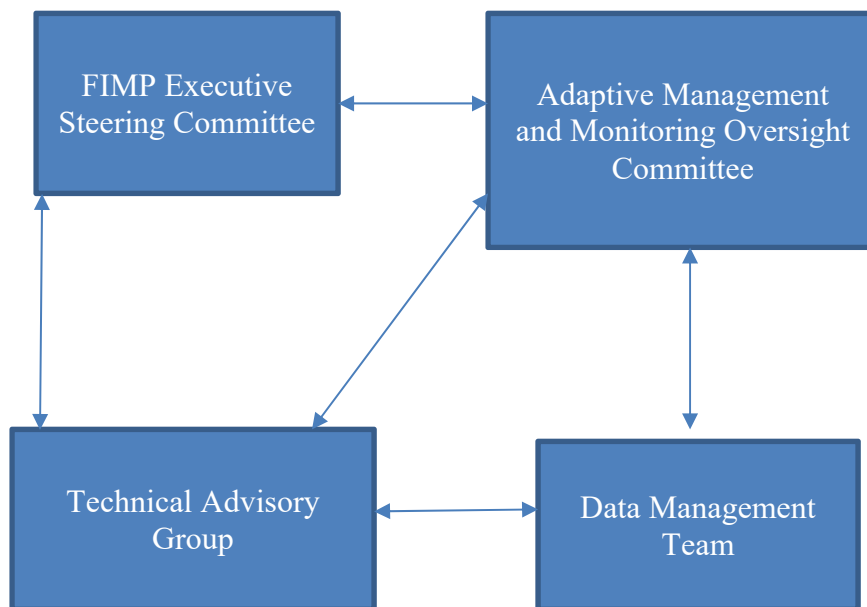 FIMP Executive
Steering Committee
Adaptive Management
and Monitoring Oversight
Committee
Technical Advisory
Group
Data Management
Team